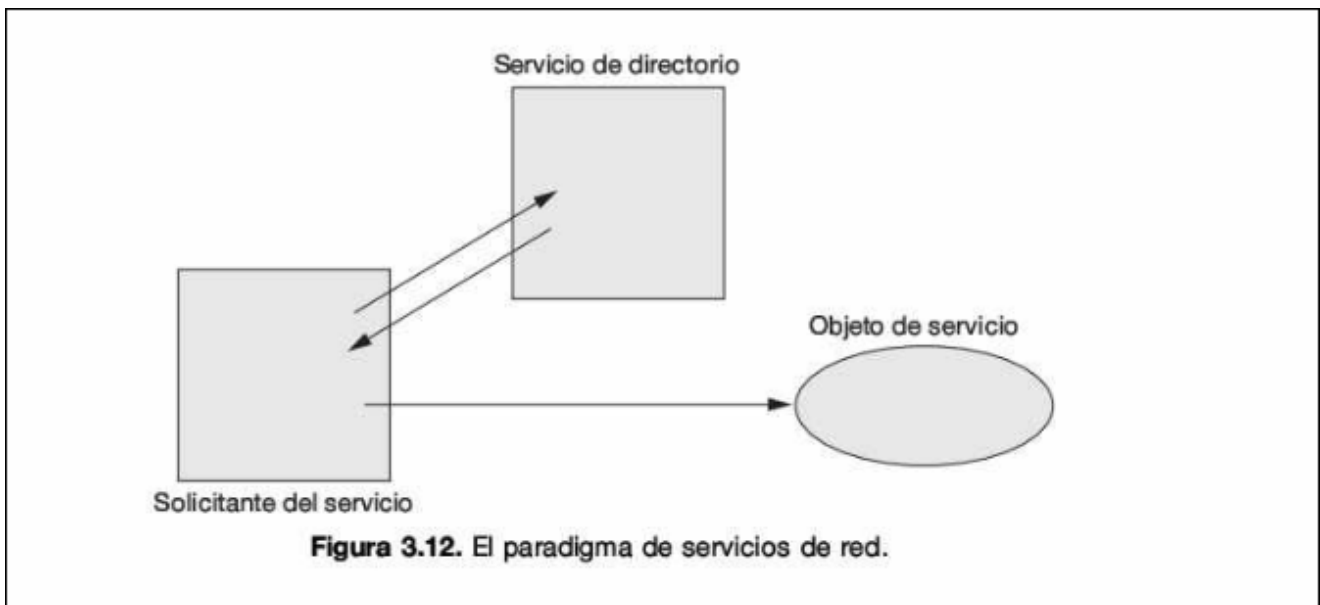 Servicio de directorio
Objeto de servicio
Solicitante del servicio
Figura 3.12. El paradigma de servicios de red.